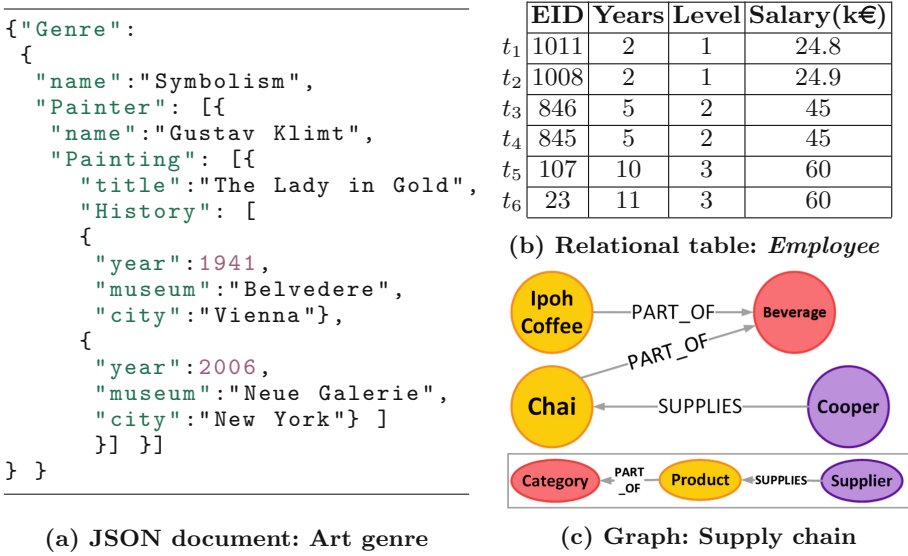 {"Genre":
{
"name":"Symbolism",
"Painter": [{
"name":"Gustav Klimt",
"Painting": [{
"title":"The Lady in Gold",
"History": [
{
"year":1941,
"museum":"Belvedere",
"city":"Vienna"},
{
"year":2006,
"museum":"Neue Galerie",
"city":"New York"} ]
}] }]
} }
(a) JSON document: Art genre
EID Years Level Salary(k€)
t1 1011 2 1 24.8
t2 1008 2 1 24.9
t3 846 5 2 45
t4 845 5 2 45
t5 107 10 3 60
t6 23 11 3 60
(b) Relational table: Employee
Ipoh
Coffee
PART_OF
Beverage
PART_OF
Chai
SUPPLIES
Cooper
Category
PART
_OF
Product
SUPPLIES
Supplier
(c) Graph: Supply chain